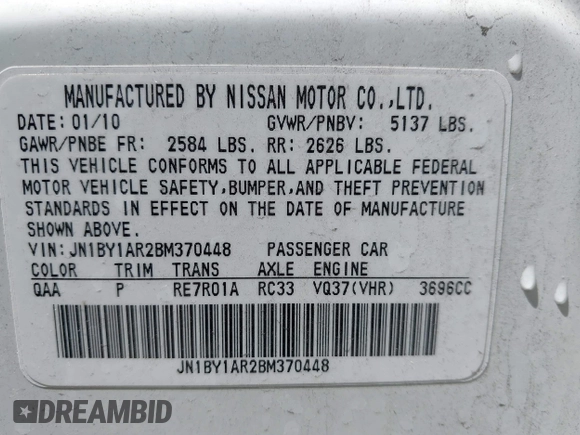 MANUFACTURED BY NISSAN MOTOR CO.,LTD.
DATE: 01/10 GVWR/PNBV: 5137 LBS.
GAWR/PNBE FR: 2584 LBS. RR: 2626 LBS.
THIS VEHICLE CONFORMS TO ALL APPLICABLE FEDERAL
MOTOR VEHICLE SAFETY,BUMPER,AND THEFT PREVENTION
STANDARDS IN EFFECT ON THE DATE OF MANUFACTURE
SHOWN ABOVE.
VIN:JN1BY1AR2BM370448 PASSENGER CAR
COLOR TRIM TRANS AXLE ENGINE
QAA P RE7R01A RC33 VQ37(VHR) 3696CC
JN1BY1AR2BM370448
DREAMBID